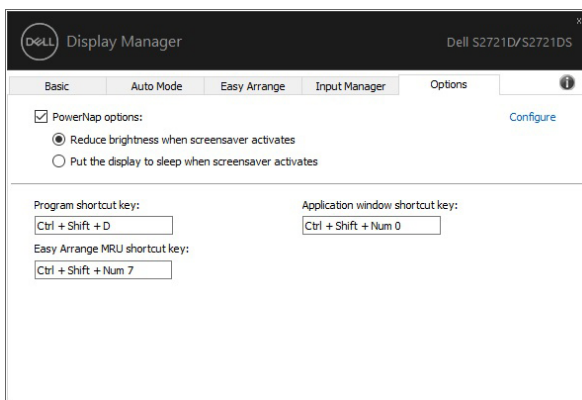 DELL Display Manager Dell S2721D/S2721DS
Basic Auto Mode Easy Arrange Input Manager Options
PowerNap options: Configure
Reduce brightness when screensaver activates
Put the display to sleep when screensaver activates
Program shortcut key: Application window shortcut key:
Ctrl + Shift + D Ctrl + Shift + Num 0
Easy Arrange MRU shortcut key:
Ctrl + Shift + Num 7